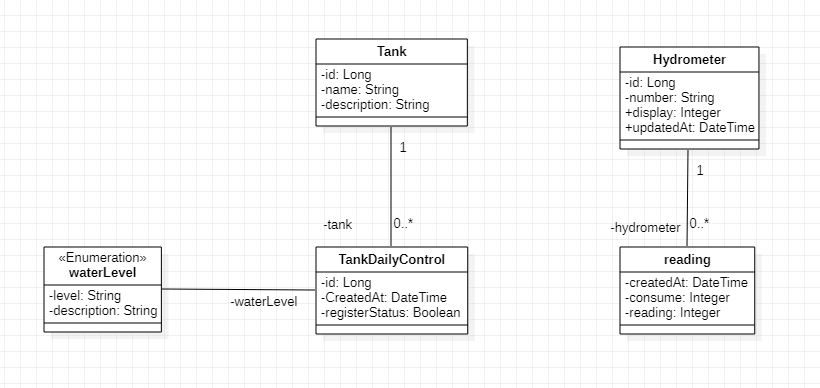 Tank
-id: Long
-name: String
-description: String
Hydrometer
-id: Long
-number: String
+display: Integer
+updatedAt: DateTime
1
1
-tank
0..*
-hydrometer
0..*
«Enumeration»
waterLevel
-level: String
-description: String
-waterLevel
TankDailyControl
-id: Long
-CreatedAt: DateTime
-registerStatus: Boolean
reading
-createdAt: DateTime
-consume: Integer
-reading: Integer